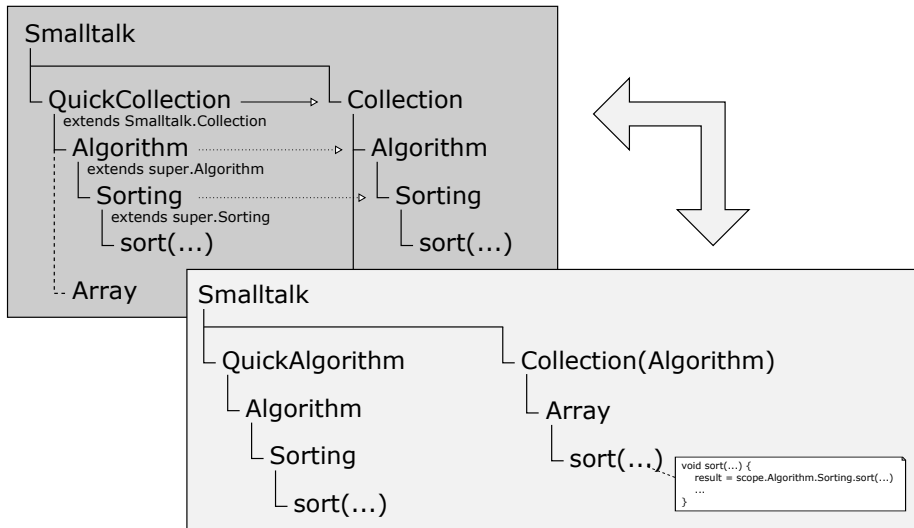 Smalltalk
QuickCollection
Collection
extends Smalltalk.Collection
Algorithm
Algorithm
extends super.Algorithm
Sorting
Sorting
extends super.Sorting
sort(...)
sort(...)
Array
Smalltalk
QuickAlgorithm
Collection(Algorithm)
Algorithm
Array
Sorting
sort(...)
void sort(...) {
result = scope.Algorithm.Sorting.sort(...)
...
}
sort(...)